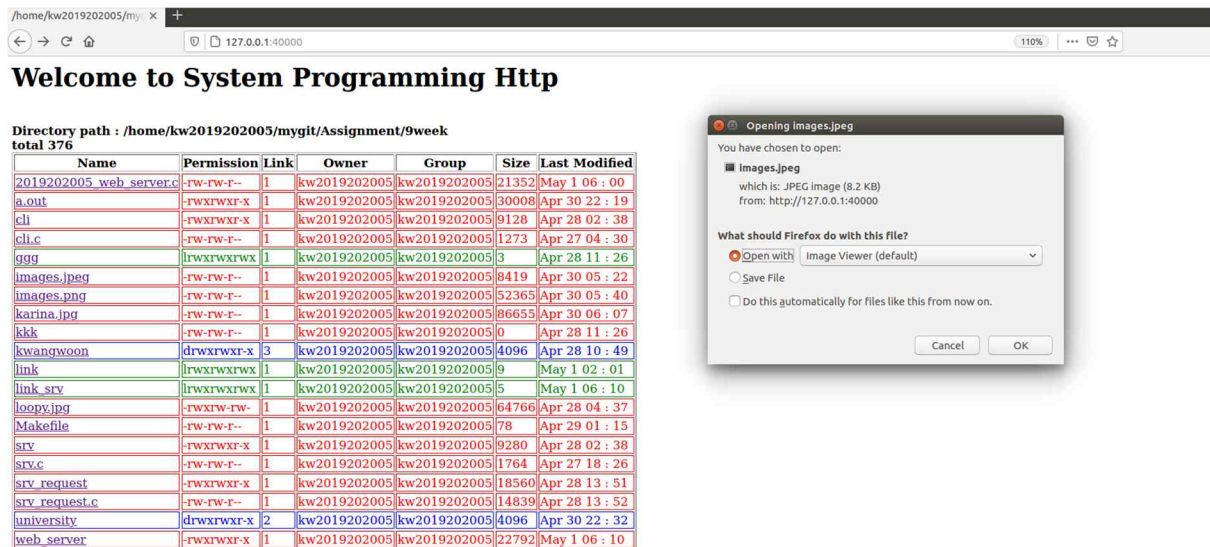 /home/kw2019202005/my
127.0.0.1:40000
110%
Welcome to System Programming Http
Directory path : /home/kw2019202005/mygit/Assignment/9week
total 376
Name Permission Link Owner Group Size Last Modified
2019202005_web_server.c -rw-rw-r-- 1 kw2019202005 kw2019202005 21352 May 1 06 : 00
a.out -rwxrwxr-x 1 kw2019202005 kw2019202005 30008 Apr 30 22 : 19
cli -rwxrwxr-x 1 kw2019202005 kw2019202005 9128 Apr 28 02 : 38
cli.c -rw-rw-r-- 1 kw2019202005 kw2019202005 1273 Apr 27 04 : 30
ggg lrwxrwxrwx 1 kw2019202005 kw2019202005 3 Apr 28 11 : 26
images.jpeg -rw-rw-r-- 1 kw2019202005 kw2019202005 8419 Apr 30 05 : 22
images.png -rw-rw-r-- 1 kw2019202005 kw2019202005 52365 Apr 30 05 : 40
karina.jpg -rw-rw-r-- 1 kw2019202005 kw2019202005 86655 Apr 30 06 : 07
kkk -rw-rw-r-- 1 kw2019202005 kw2019202005 0 Apr 28 11 : 26
kwangwoon drwxrwxr-x 3 kw2019202005 kw2019202005 4096 Apr 28 10 : 49
link lrwxrwxrwx 1 kw2019202005 kw2019202005 9 May 1 02 : 01
link_srv lrwxrwxrwx 1 kw2019202005 kw2019202005 5 May 1 06 : 10
loopy.jpg -rwxrw-rw- 1 kw2019202005 kw2019202005 64766 Apr 28 04 : 37
Makefile -rw-rw-r-- 1 kw2019202005 kw2019202005 78 Apr 29 01 : 15
srv -rwxrwxr-x 1 kw2019202005 kw2019202005 9280 Apr 28 02 : 38
srv.c -rw-rw-r-- 1 kw2019202005 kw2019202005 1764 Apr 27 18 : 26
srv_request -rwxrwxr-x 1 kw2019202005 kw2019202005 18560 Apr 28 13 : 51
srv_request.c -rw-rw-r-- 1 kw2019202005 kw2019202005 14839 Apr 28 13 : 52
university drwxrwxr-x 2 kw2019202005 kw2019202005 4096 Apr 30 22 : 32
web_server -rwxrwxr-x 1 kw2019202005 kw2019202005 22792 May 1 06 : 10
Opening images.jpeg
You have chosen to open:
images.jpeg
which is: JPEG image (8.2 KB)
from: http://127.0.0.1:40000
What should Firefox do with this file?
Open with Image Viewer (default)
Save File
Do this automatically for files like this from now on.
Cancel OK